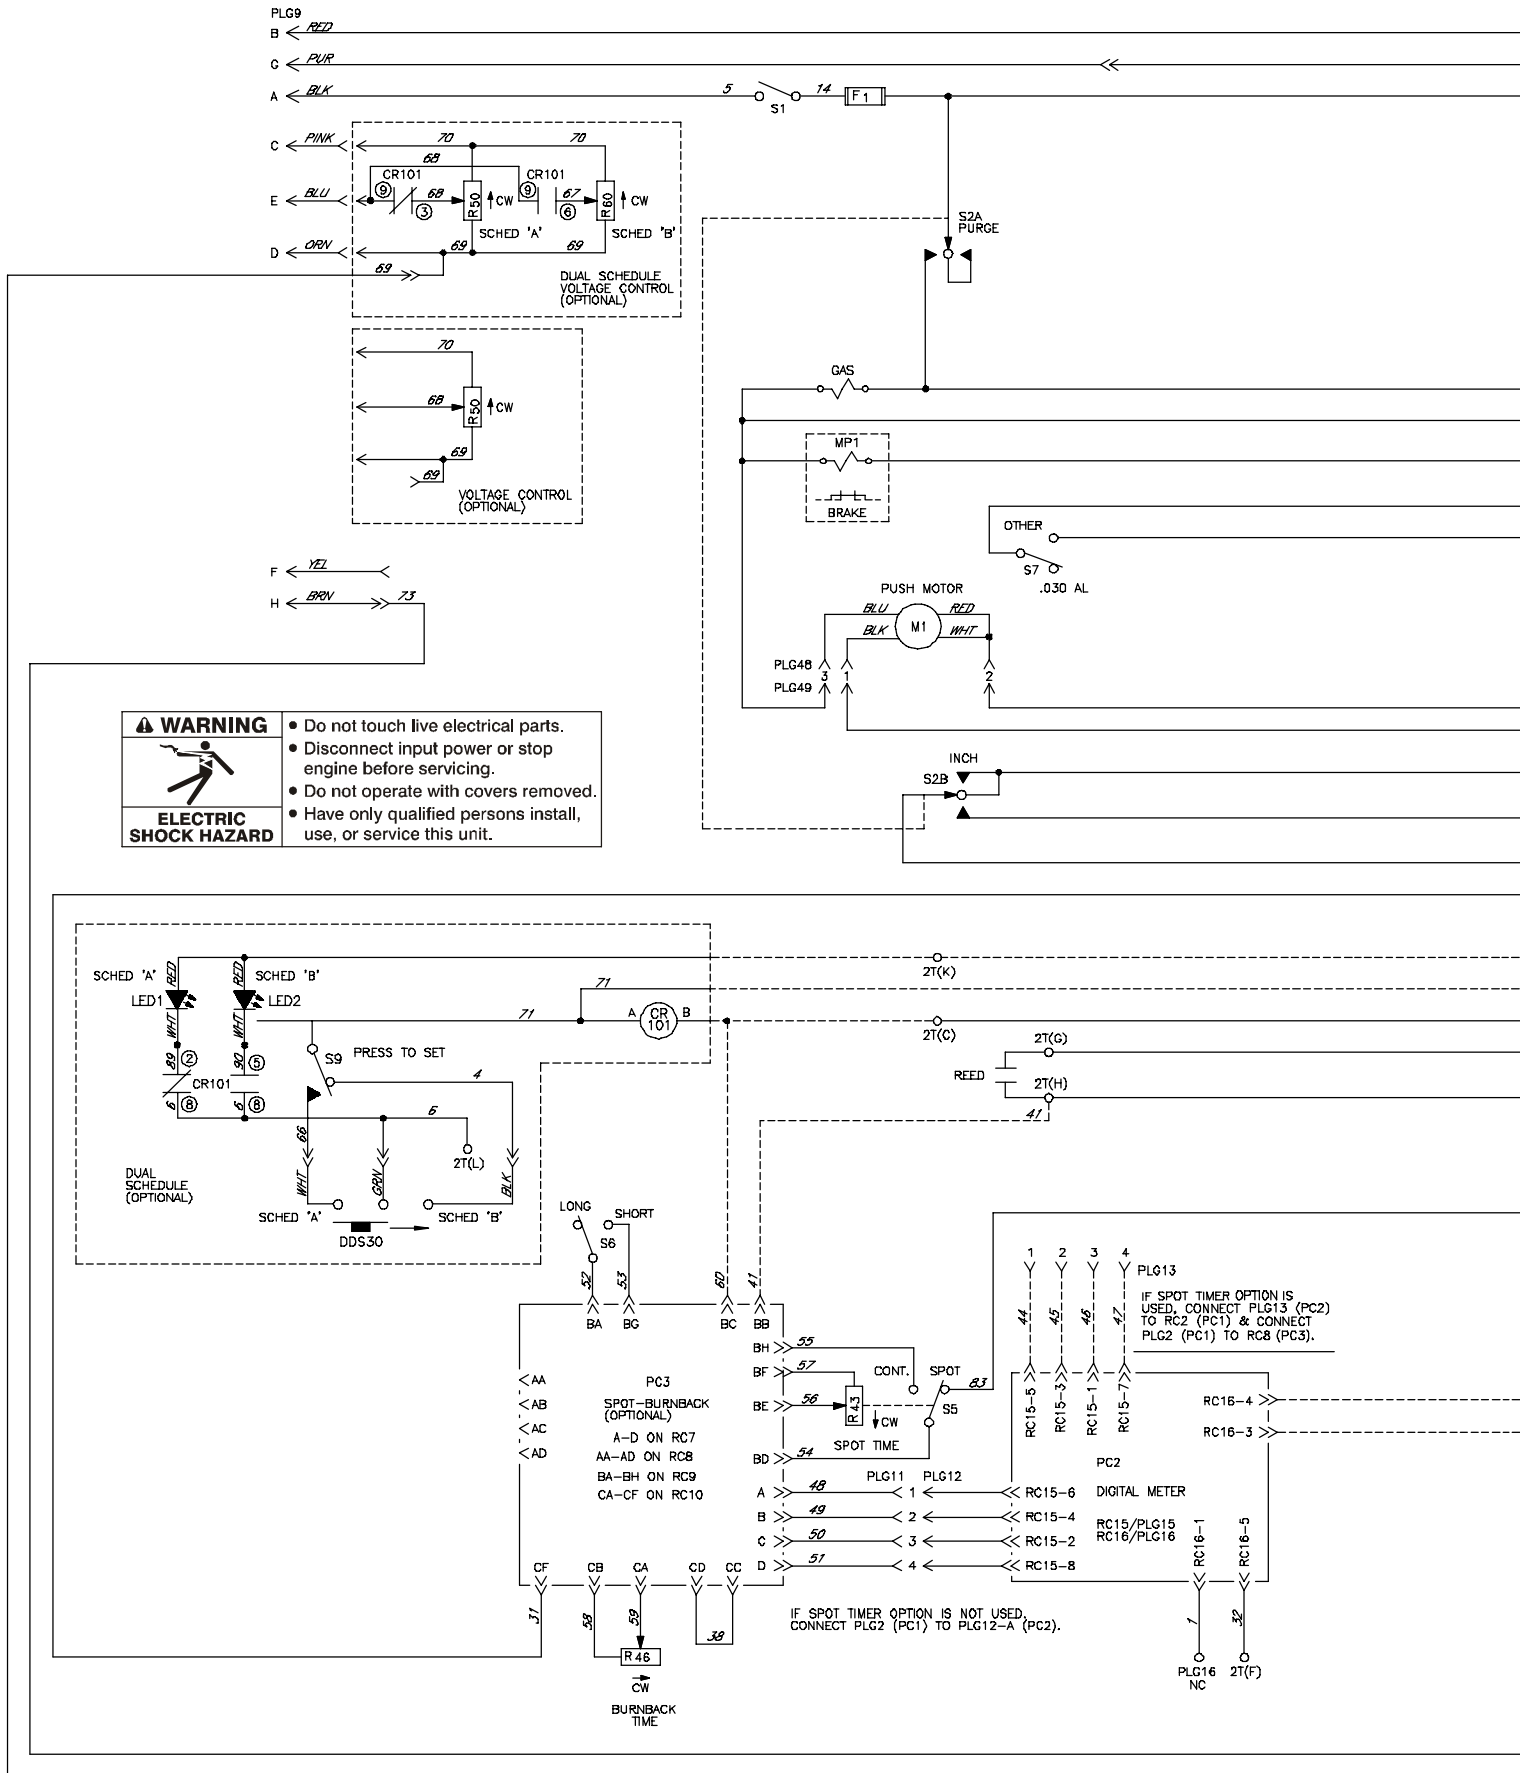 PLG9
B RED
G PUR
A BLK 5 S1 14 F1
C PINK 70 70
68
CR101 CR101
E BLU 9 3 68 R50 CW 9 6 67 R60 CW
SCHED 'A' SCHED 'B'
D ORN 69 69
69
DUAL SCHEDULE
VOLTAGE CONTROL
(OPTIONAL)
S2A
PURGE
70
68 R50 CW
69
69
VOLTAGE CONTROL
(OPTIONAL)
GAS
MP1
BRAKE
OTHER
S7
.030 AL
F YEL
H BRN 73
PUSH MOTOR
BLU RED
BLK M1 WHT
PLG48
3 1 2
PLG49
WARNING
ELECTRIC
SHOCK HAZARD
• Do not touch live electrical parts.
• Disconnect input power or stop
engine before servicing.
• Do not operate with covers removed.
• Have only qualified persons install,
use, or service this unit.
INCH
S2B
SCHED 'A' RED RED SCHED 'B'
LED1 LED2
WHT WHT
2T(K)
71
71 A CR 101 B
2T(C)
89 2 90 5
CR101
6 8 6 8
S9 PRESS TO SET
4
6
66
2T(L)
WHT GRN BLK
DUAL
SCHEDULE
(OPTIONAL)
SCHED 'A' SCHED 'B'
DDS30
2T(G)
REED
2T(H)
41
LONG SHORT
S6
52 53 60 41
BA BG BC BB
BH 55
BF 57
BE 56
BD 54
A 48
B 49
C 50
D 51
AA
AB
AC
AD
PC3
SPOT-BURNBACK
(OPTIONAL)
A-D ON RC7
AA-AD ON RC8
BA-BH ON RC9
CA-CF ON RC10
CF CB CA CD CC
31 58 59 38
R46
CW
BURNBACK
TIME
CONT. SPOT
83
R43 S5
CW
SPOT TIME
PLG11 PLG12
1
2
3
4
1 2 3 4
PLG13
44 45 46 47
IF SPOT TIMER OPTION IS
USED, CONNECT PLG13 (PC2)
TO RC2 (PC1) & CONNECT
PLG2 (PC1) TO RC8 (PC3).
RC15-5 RC15-3 RC15-1 RC15-7
RC16-4
RC16-3
PC2
RC15-6 DIGITAL METER
RC15-4
RC15/PLG15
RC16/PLG16
RC15-2
RC15-8
RC16-1 RC16-5
1 32
PLG16
NC
2T(F)
IF SPOT TIMER OPTION IS NOT USED,
CONNECT PLG2 (PC1) TO PLG12-A (PC2).